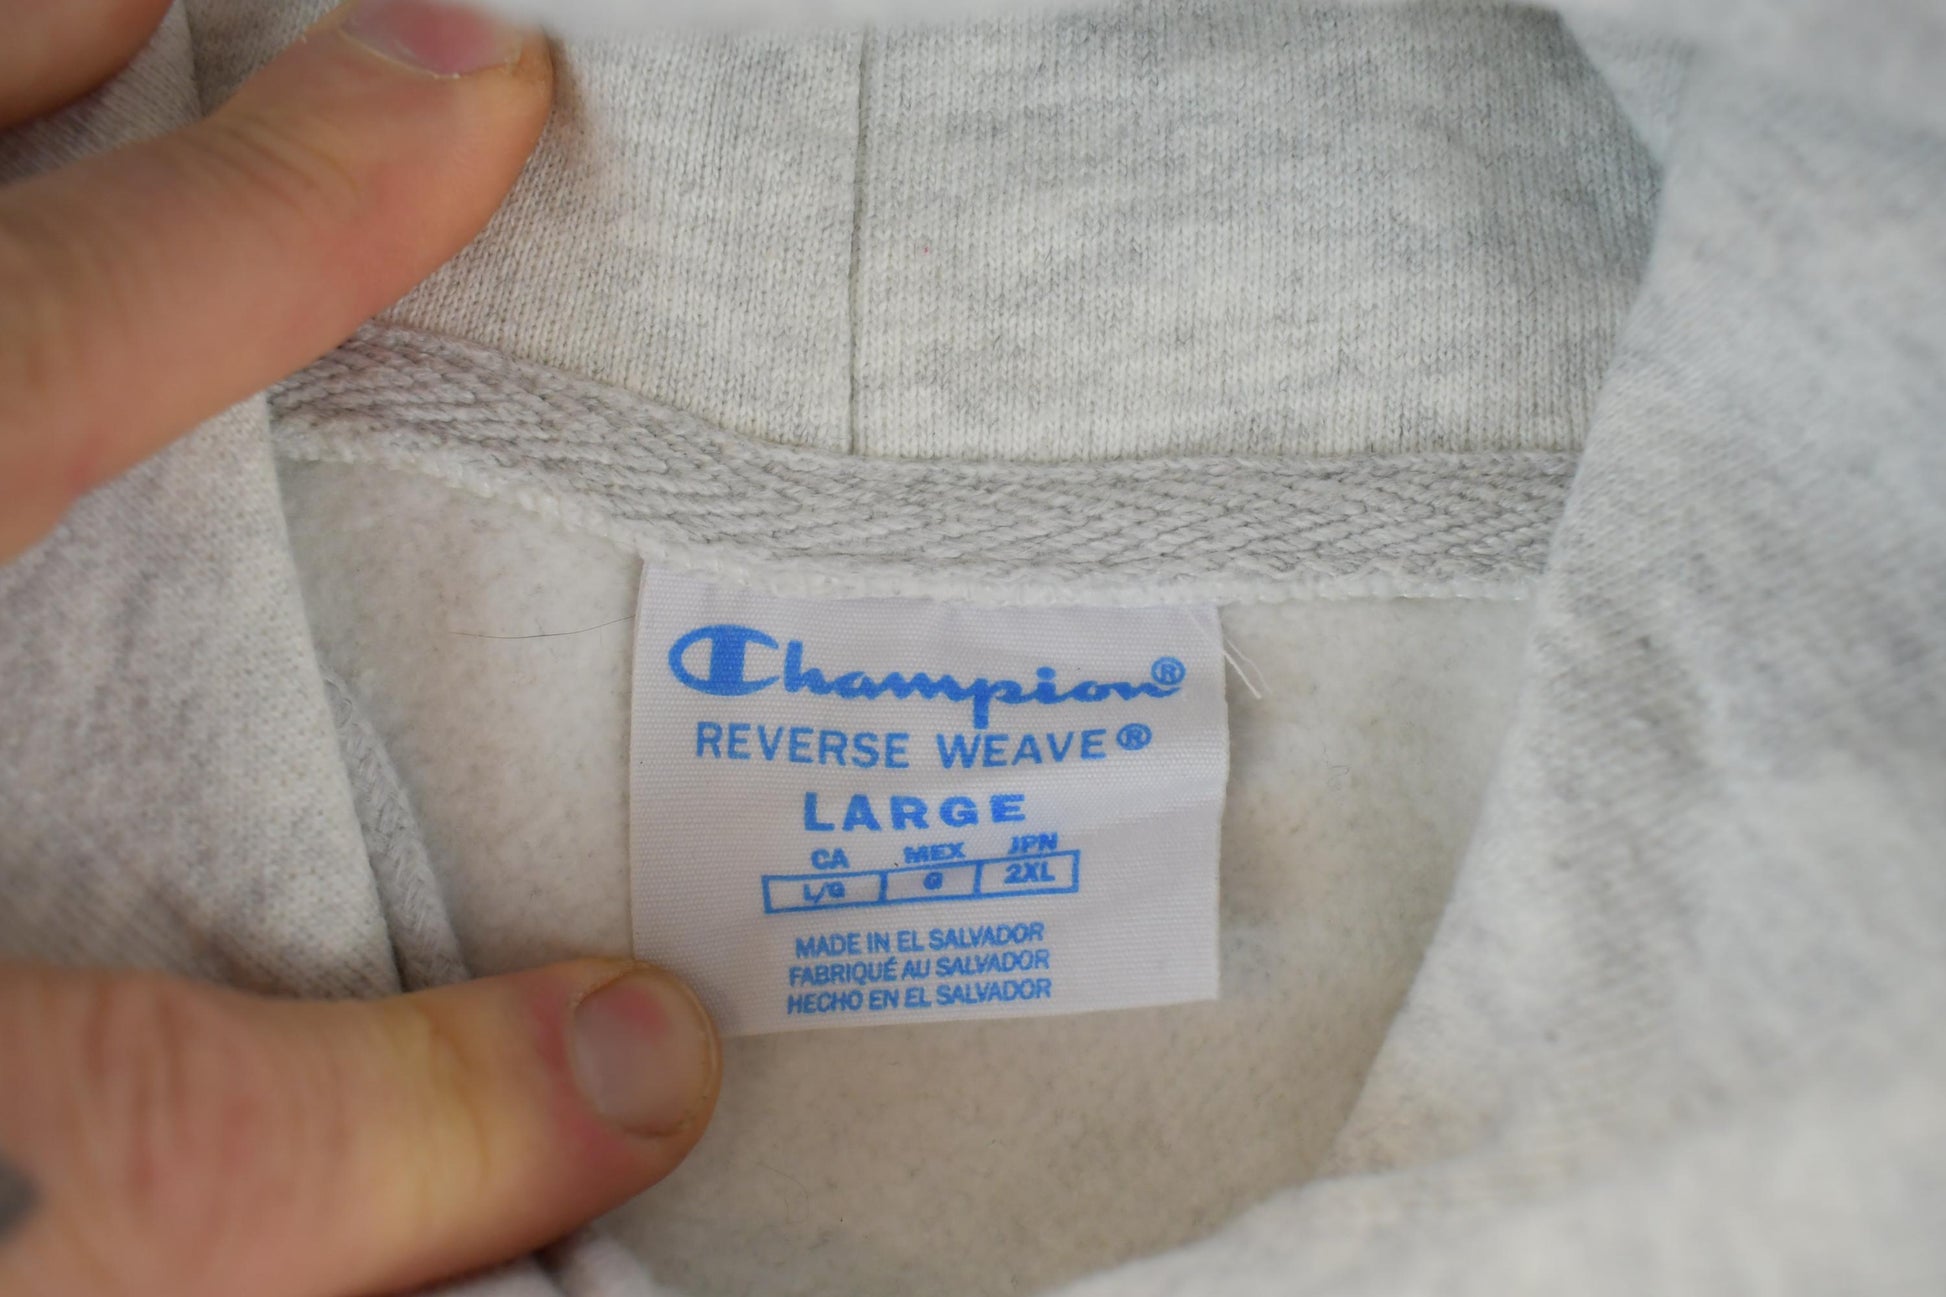 Champion®
REVERSE WEAVE®
LARGE
CA MEX JPN
L/G G 2XL
MADE IN EL SALVADOR
FABRIQUÉ AU SALVADOR
HECHO EN EL SALVADOR